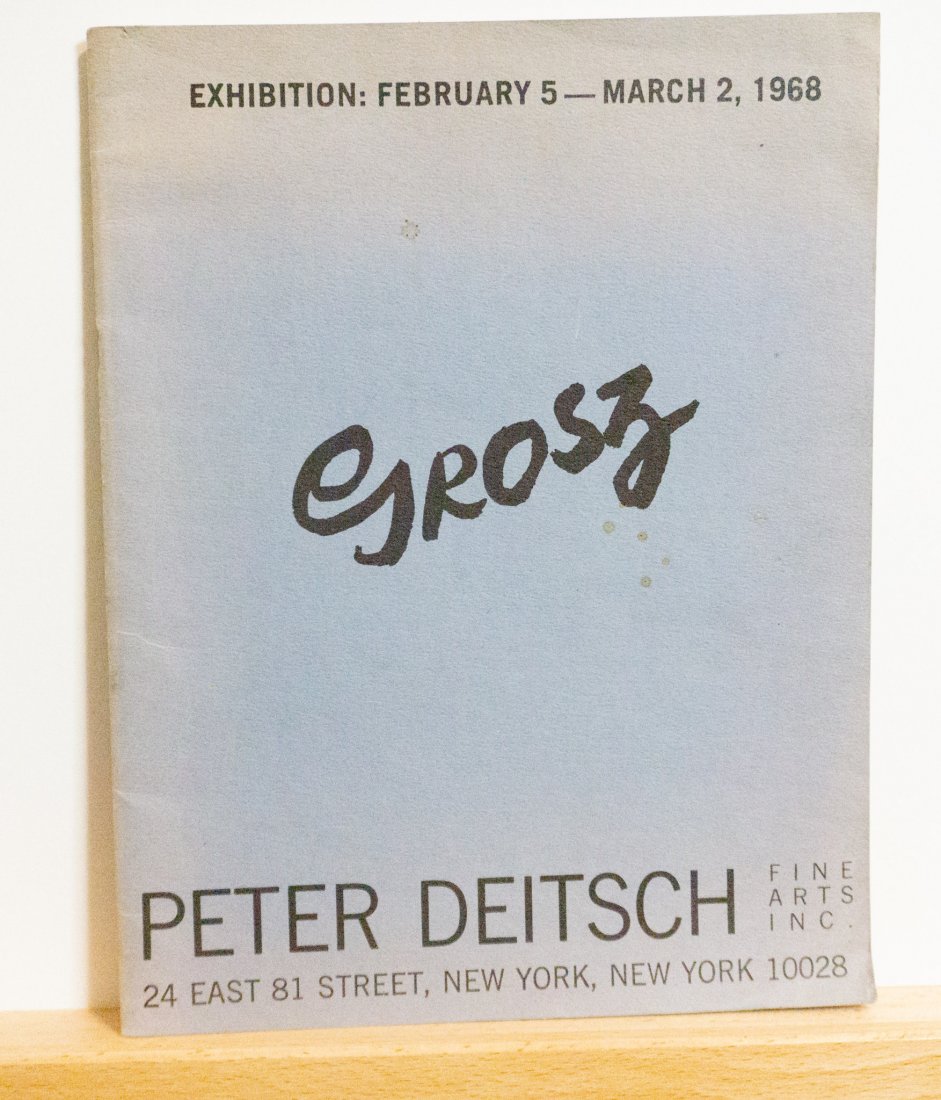 EXHIBITION: FEBRUARY 5—MARCH 2, 1968
GROSZ
PETER DEITSCH
FINE
ARTS
INC.
24 EAST 81 STREET, NEW YORK, NEW YORK 10028